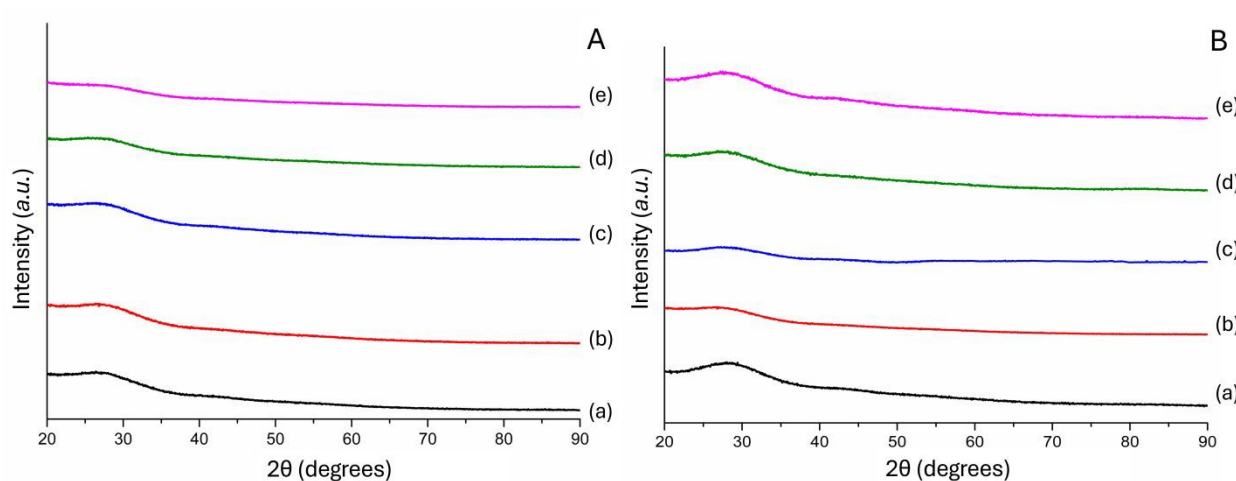 A
(e)
(d)
(c)
(b)
(a)
Intensity (a.u.)
20 30 40 50 60 70 80 90
2θ (degrees)
B
(e)
(d)
(c)
(b)
(a)
Intensity (a.u.)
20 30 40 50 60 70 80 90
2θ (degrees)